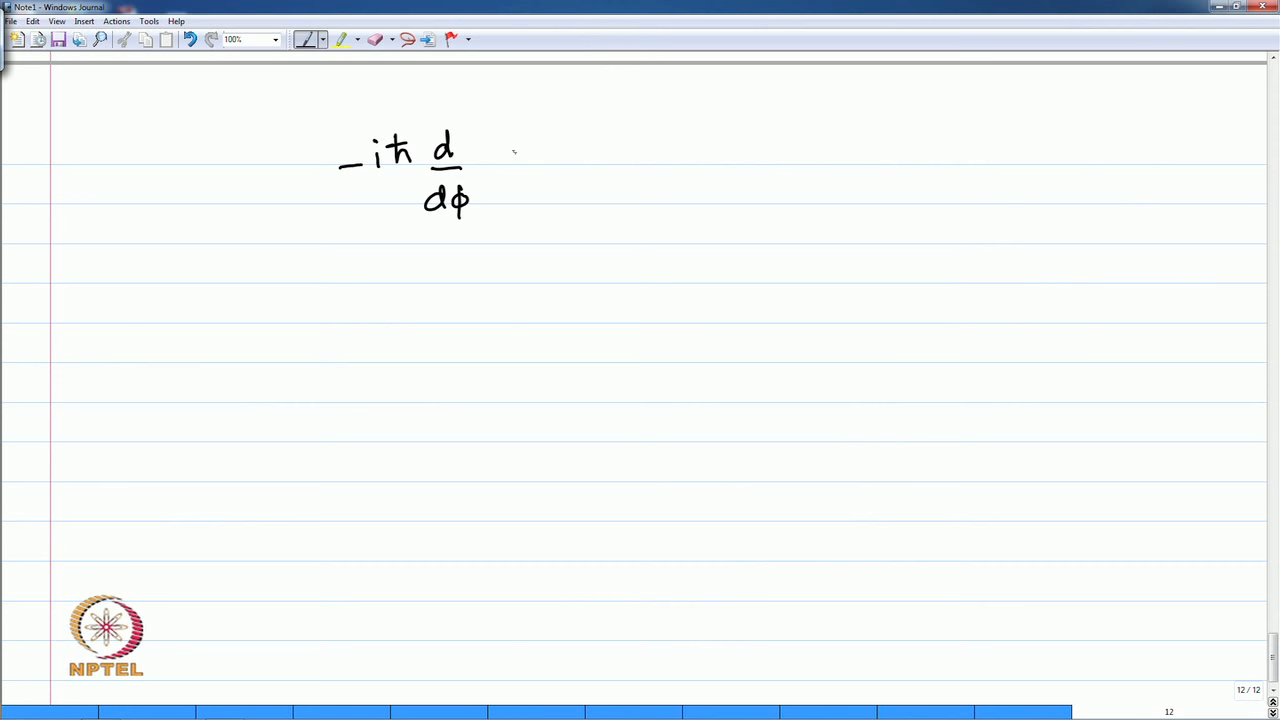 Note1 - Windows Journal
File Edit View Insert Actions Tools Help
100%
-iħ d
dϕ
NPTEL
12 / 12
12